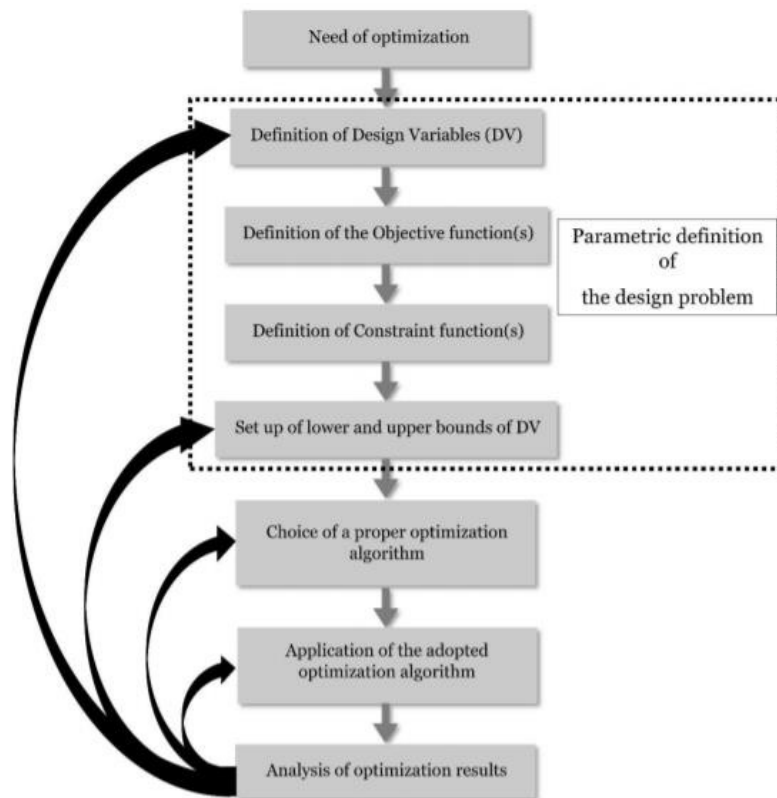 Need of optimization
Definition of Design Variables (DV)
Definition of the Objective function(s)
Parametric definition
of
the design problem
Definition of Constraint function(s)
Set up of lower and upper bounds of DV
Choice of a proper optimization
algorithm
Application of the adopted
optimization algorithm
Analysis of optimization results